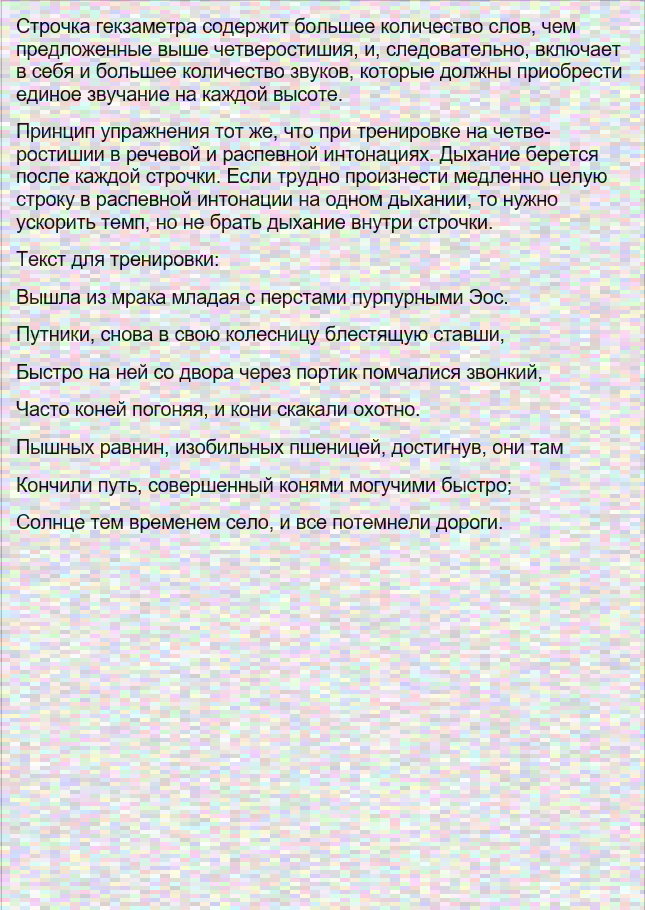 Строчка гекзаметра содержит большее количество слов, чем
предложенные выше четверостишия, и, следовательно, включает
в себя и большее количество звуков, которые должны приобрести
единое звучание на каждой высоте.
Принцип упражнения тот же, что при тренировке на четве-
ростишии в речевой и распевной интонациях. Дыхание берется
после каждой строчки. Если трудно произнести медленно целую
строку в распевной интонации на одном дыхании, то нужно
ускорить темп, но не брать дыхание внутри строчки.
Текст для тренировки:
Вышла из мрака младая с перстами пурпурными Эос.
Путники, снова в свою колесницу блестящую ставши,
Быстро на ней со двора через портик помчалися звонкий,
Часто коней погоняя, и кони скакали охотно.
Пышных равнин, изобильных пшеницей, достигнув, они там
Кончили путь, совершенный конями могучими быстро;
Солнце тем временем село, и все потемнели дороги.